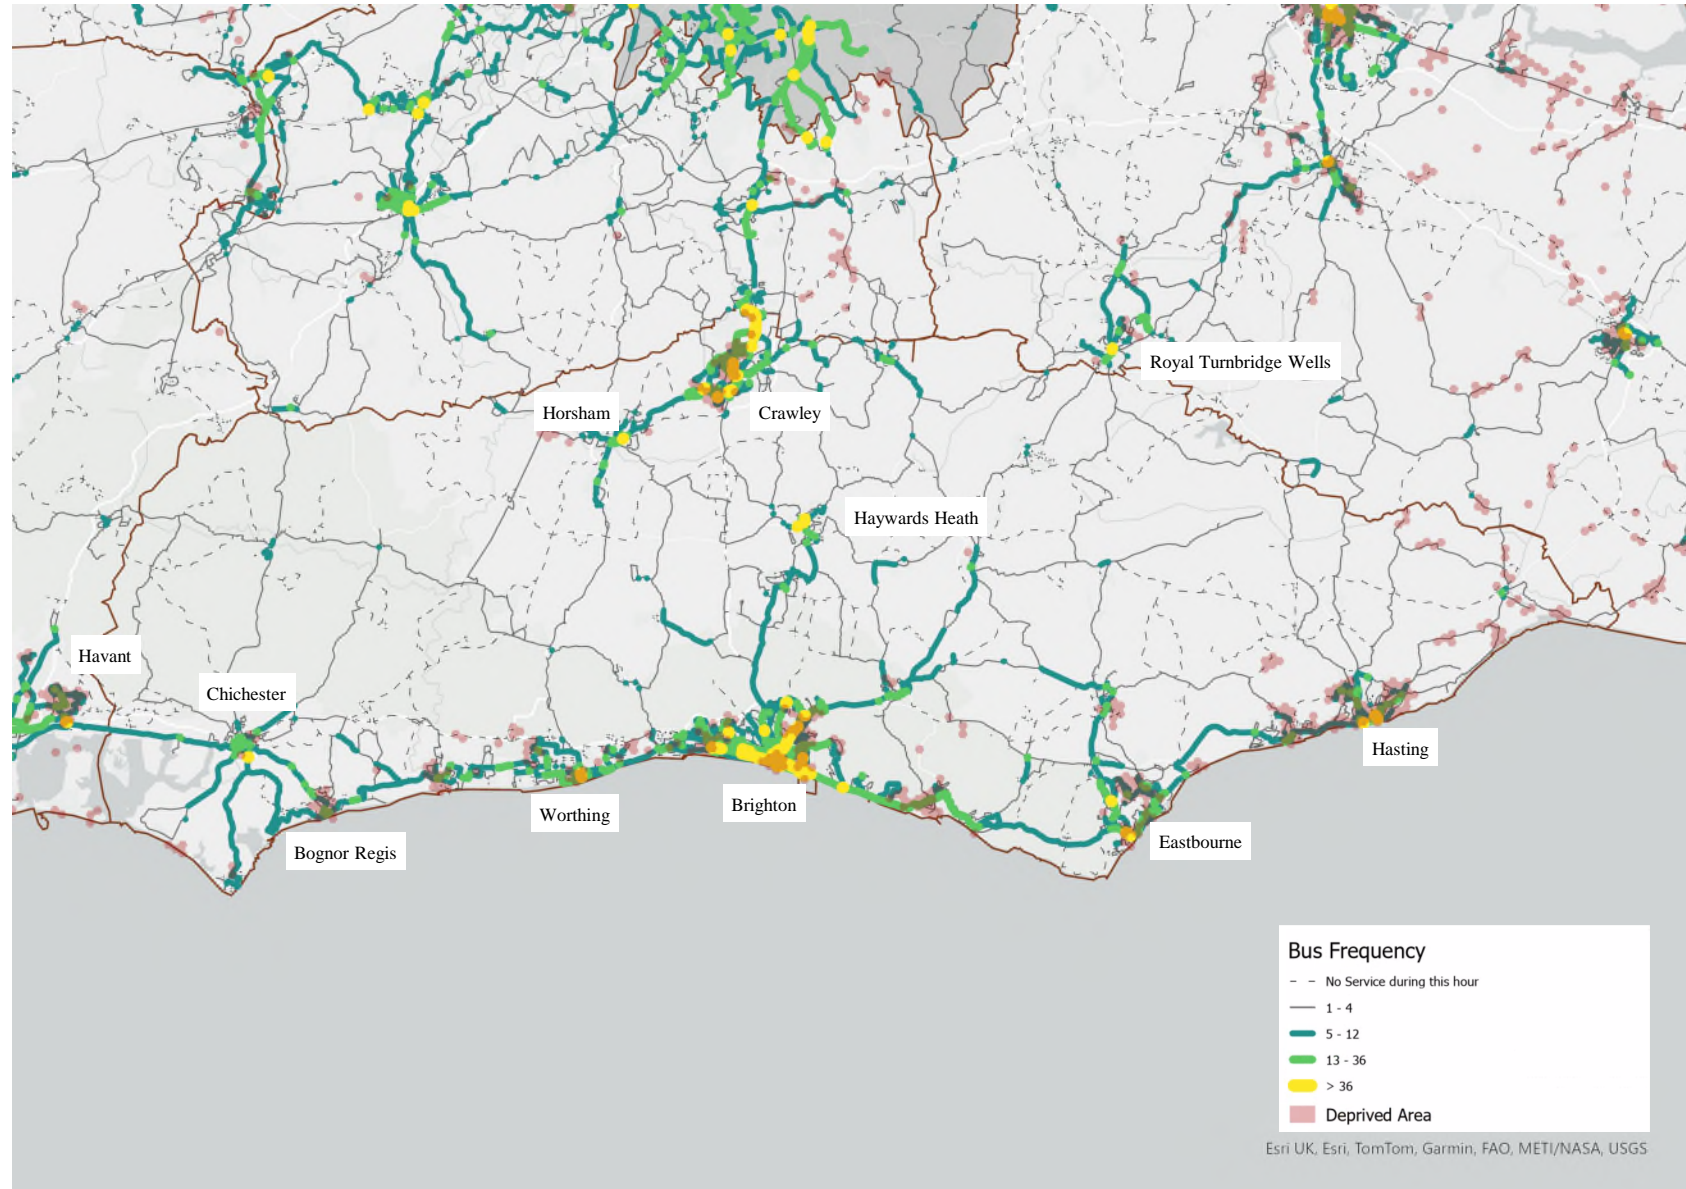 Royal Turnbridge Wells
Horsham
Crawley
Haywards Heath
Havant
Chichester
Hasting
Worthing
Brighton
Eastbourne
Bognor Regis
Bus Frequency
No Service during this hour
1 - 4
5 - 12
13 - 36
> 36
Deprived Area
Esri UK, Esri, TomTom, Garmin, FAO, METI/NASA, USGS